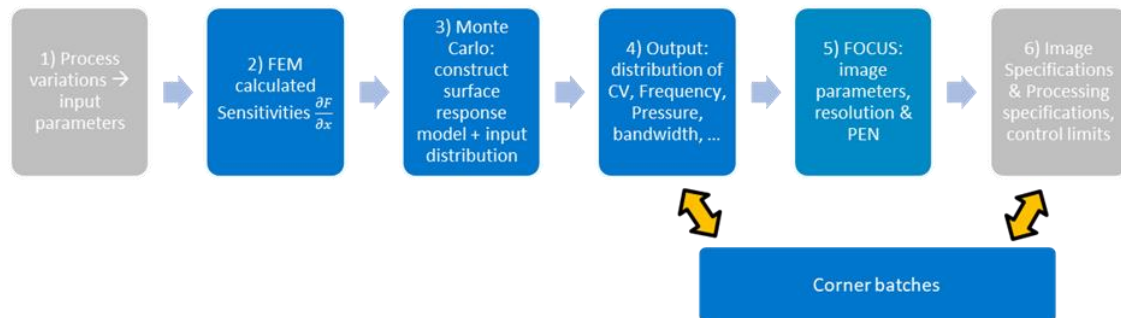 1) Process
variations →
input
parameters
2) FEM
calculated
Sensitivities ∂F/∂x
3) Monte
Carlo:
construct
surface
response
model + input
distribution
4) Output:
distribution of
CV, Frequency,
Pressure,
bandwidth, ...
5) FOCUS:
image
parameters,
resolution &
PEN
6) Image
Specifications
& Processing
specifications,
control limits
Corner batches